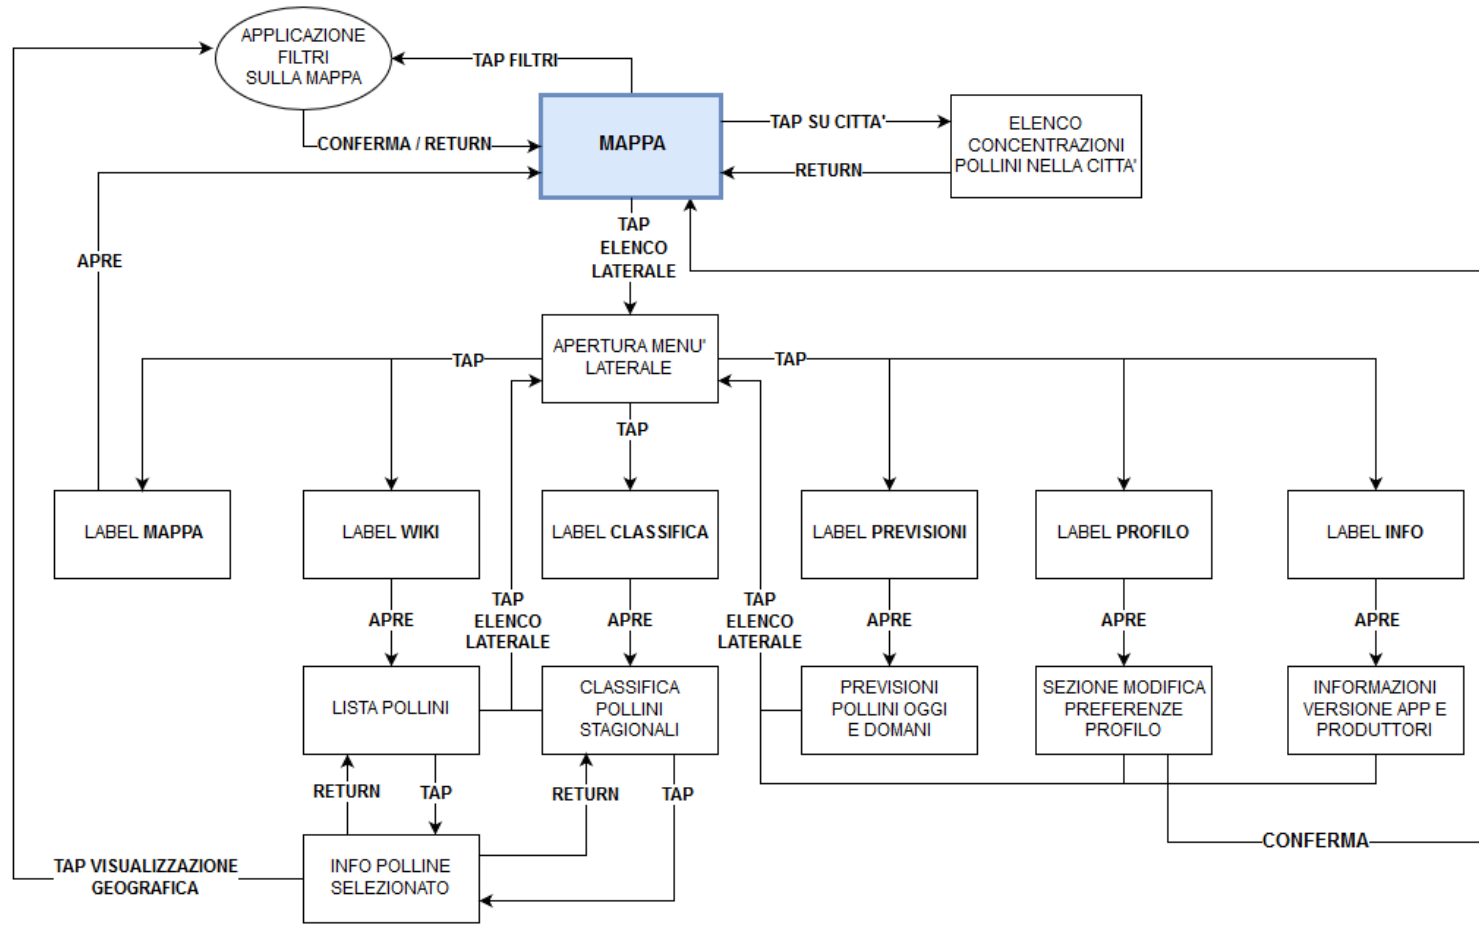 APPLICAZIONE
FILTRI
SULLA MAPPA
TAP FILTRI
CONFERMA / RETURN
MAPPA
TAP SU CITTA'
RETURN
ELENCO
CONCENTRAZIONI
POLLINI NELLA CITTA'
APRE
TAP
ELENCO
LATERALE
APERTURA MENU'
LATERALE
TAP
TAP
TAP
LABEL MAPPA
LABEL WIKI
LABEL CLASSIFICA
LABEL PREVISIONI
LABEL PROFILO
LABEL INFO
APRE
TAP
ELENCO
LATERALE
APRE
TAP
ELENCO
LATERALE
APRE
APRE
APRE
LISTA POLLINI
CLASSIFICA
POLLINI
STAGIONALI
PREVISIONI
POLLINI OGGI
E DOMANI
SEZIONE MODIFICA
PREFERENZE
PROFILO
INFORMAZIONI
VERSIONE APP E
PRODUTTORI
RETURN
TAP
RETURN
TAP
TAP VISUALIZZAZIONE
GEOGRAFICA
INFO POLLINE
SELEZIONATO
CONFERMA